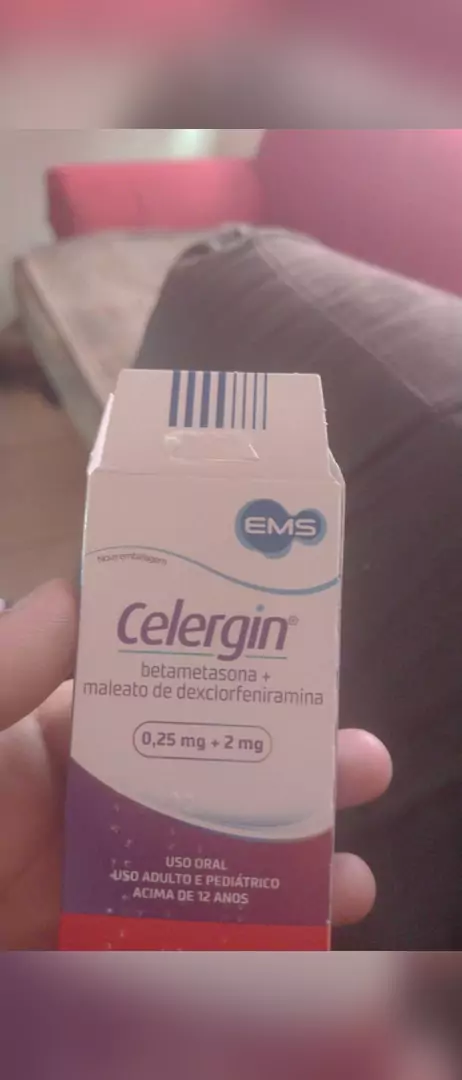 EMS
Nova embalagem
Celergin®
betametasona +
maleato de dexclorfeniramina
0,25 mg + 2 mg
USO ORAL
USO ADULTO E PEDIÁTRICO
ACIMA DE 12 ANOS